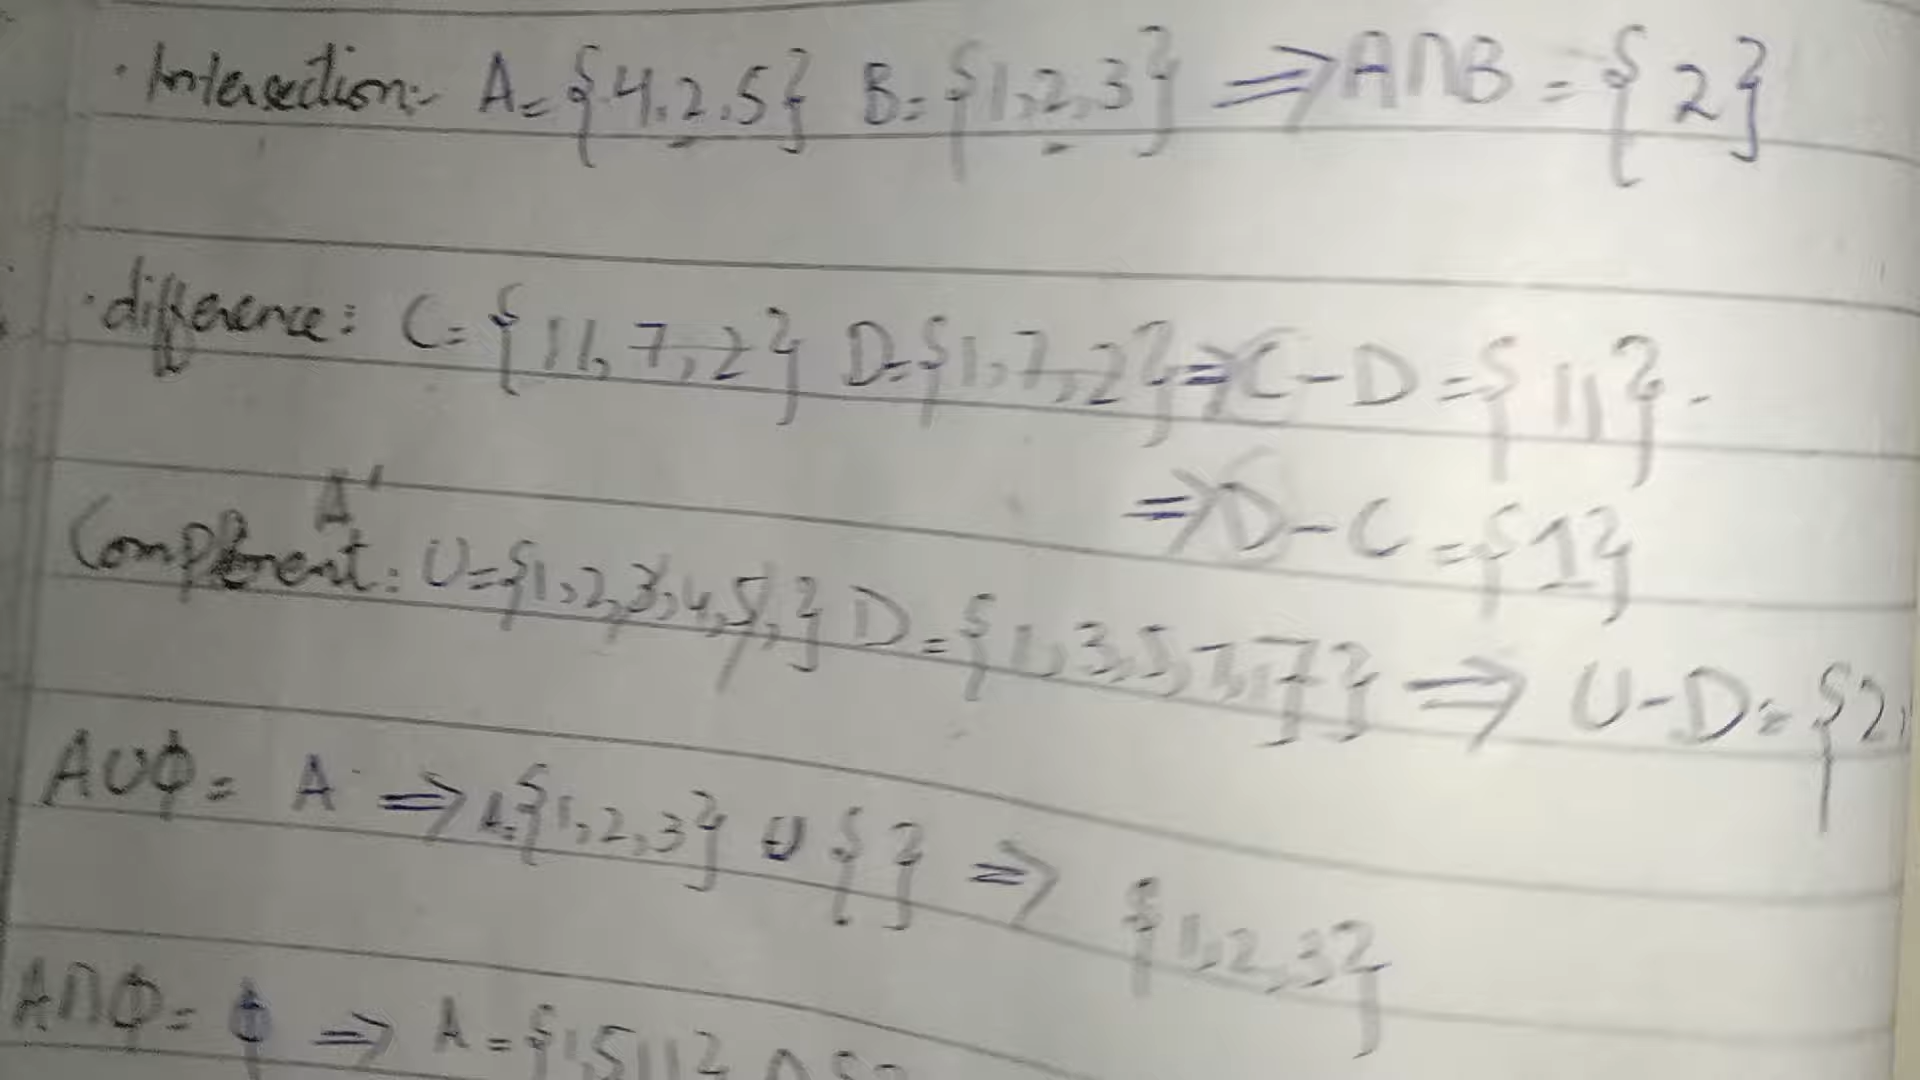 · Intersection:- A={4,2,5} B={1,2,3} ⇒ A∩B = {2}
· difference: C={11,7,2} D={1,7,2} ⇒ C-D = {11}.
⇒ D-C = {1}
A'
Complement: U={1,2,3,4,5,} D={1,3,5,7, ⇒ U-D={2,
A∪ϕ= A ⇒ A={1,2,3} ∪ { } ⇒ {1,2,3}
A∩ϕ= ϕ ⇒ A={